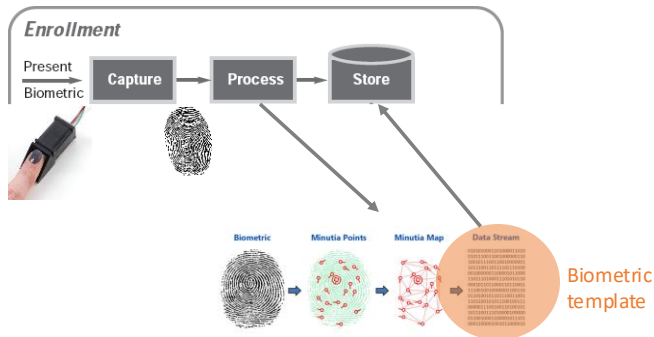 Enrollment
Present
Biometric
Capture
Process
Store
Biometric
Minutia Points
Minutia Map
Data Stream
Biometric
template